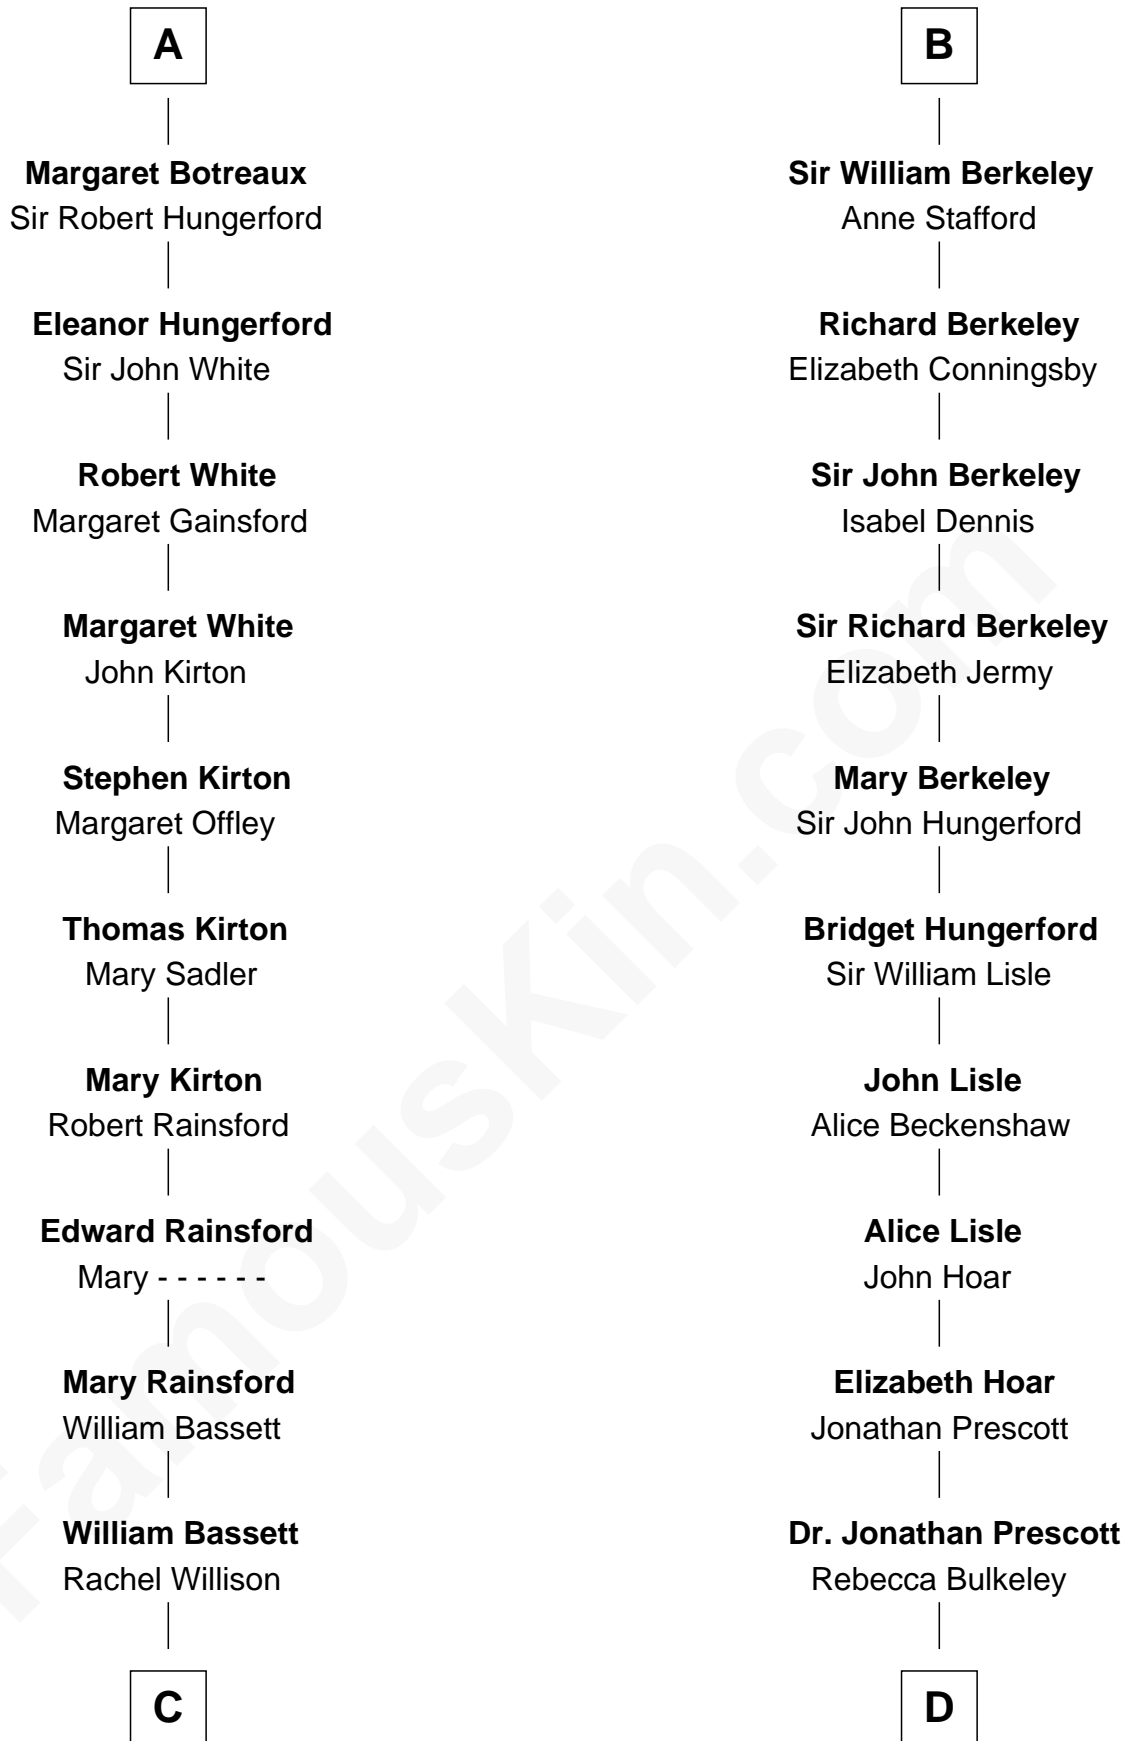 A
Margaret Botreaux
Sir Robert Hungerford
Eleanor Hungerford
Sir John White
Robert White
Margaret Gainsford
Margaret White
John Kirton
Stephen Kirton
Margaret Offley
Thomas Kirton
Mary Sadler
Mary Kirton
Robert Rainsford
Edward Rainsford
Mary - - - - - -
Mary Rainsford
William Bassett
William Bassett
Rachel Willison
C
B
Sir William Berkeley
Anne Stafford
Richard Berkeley
Elizabeth Conningsby
Sir John Berkeley
Isabel Dennis
Sir Richard Berkeley
Elizabeth Jermy
Mary Berkeley
Sir John Hungerford
Bridget Hungerford
Sir William Lisle
John Lisle
Alice Beckenshaw
Alice Lisle
John Hoar
Elizabeth Hoar
Jonathan Prescott
Dr. Jonathan Prescott
Rebecca Bulkeley
D
FamousKin.com